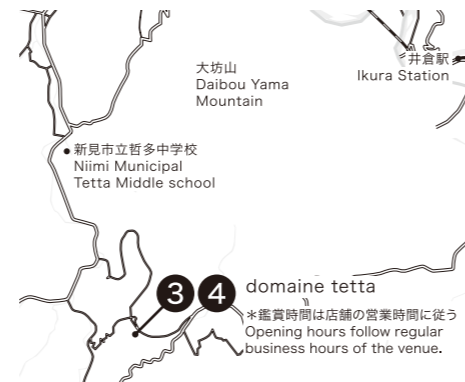 大坊山
Daibou Yama
Mountain
井倉駅
Ikura Station
新見市立哲多中学校
Niimi Municipal
Tetta Middle school
3 4 domaine tetta
*鑑賞時間は店舗の営業時間に従う
Opening hours follow regular
business hours of the venue.